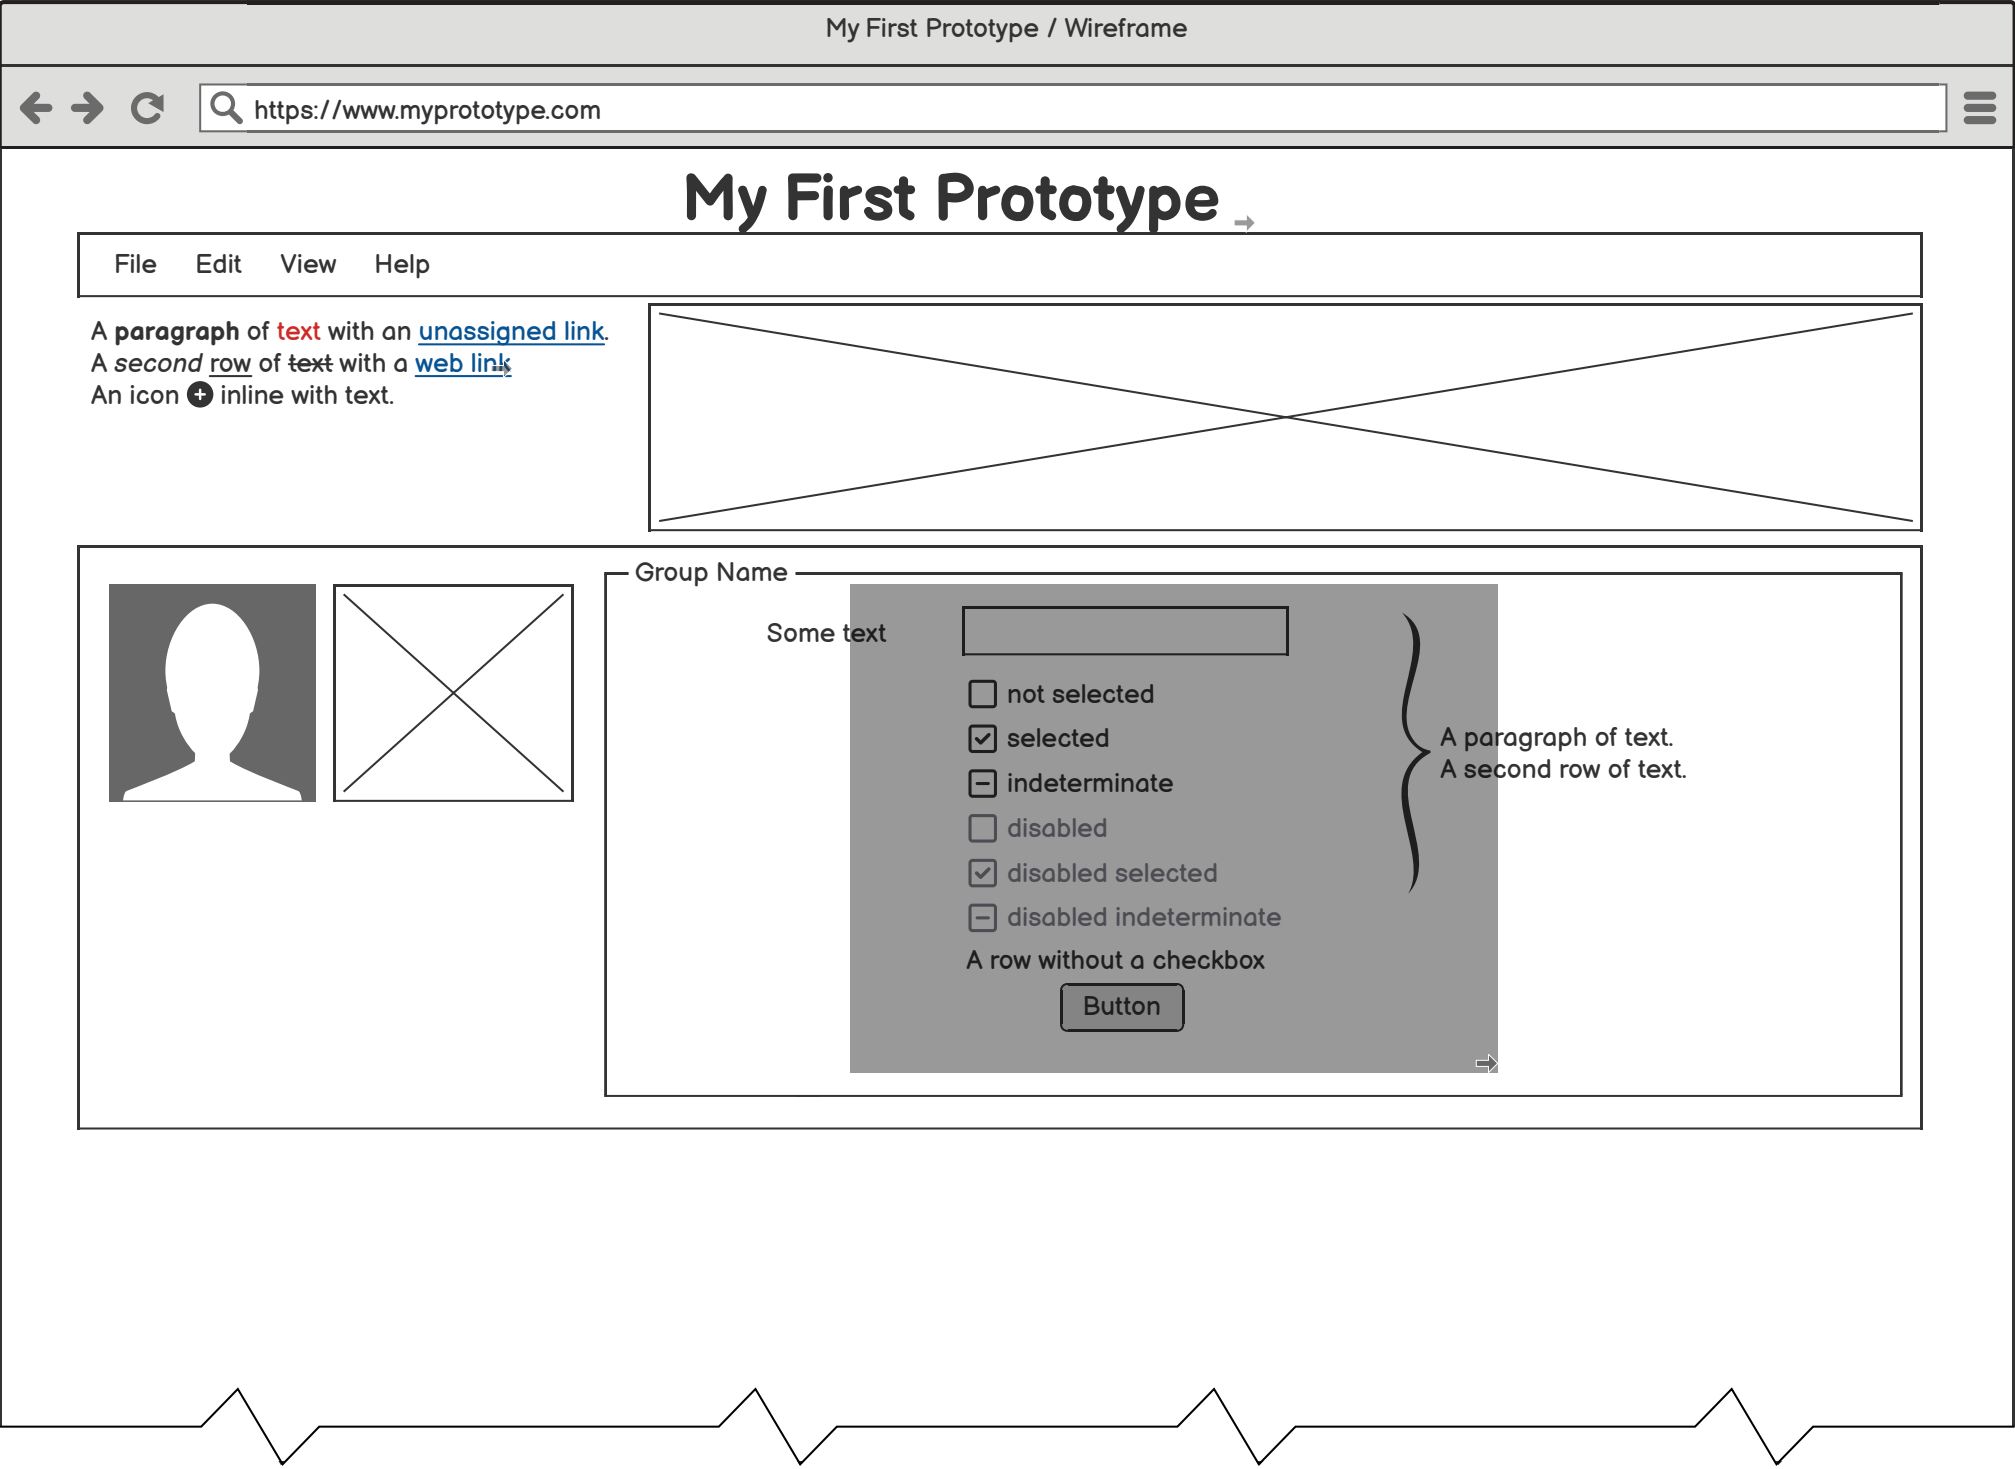 My First Prototype / Wireframe
https://www.myprototype.com
My First Prototype
File Edit View Help
A paragraph of text with an unassigned link.
A second row of text with a web link
An icon inline with text.
Group Name
Some text
not selected
selected
indeterminate
disabled
disabled selected
disabled indeterminate
A row without a checkbox
Button
A paragraph of text.
A second row of text.